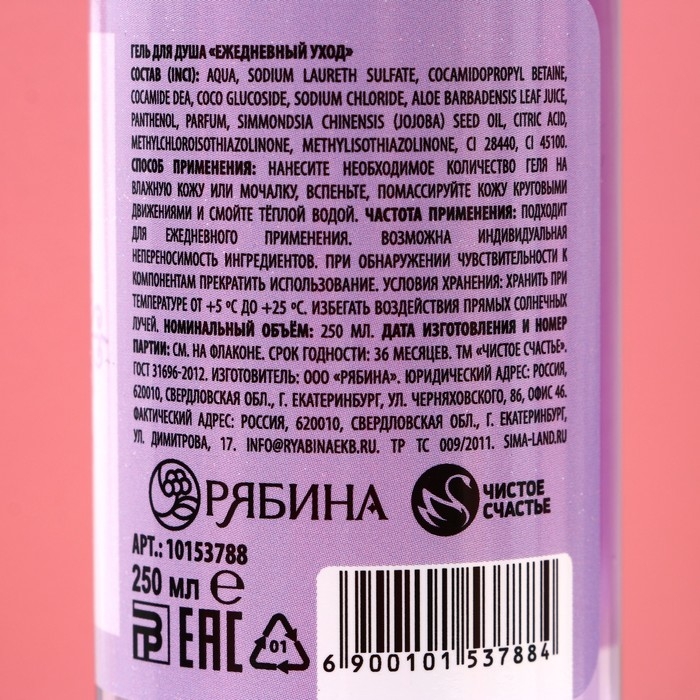 ГЕЛЬ ДЛЯ ДУША «ЕЖЕДНЕВНЫЙ УХОД»
СОСТАВ (INCI): AQUA, SODIUM LAURETH SULFATE, COCAMIDOPROPYL BETAINE,
COCAMIDE DEA, COCO GLUCOSIDE, SODIUM CHLORIDE, ALOE BARBADENSIS LEAF JUICE,
PANTHENOL, PARFUM, SIMMONDSIA CHINENSIS (JOJOBA) SEED OIL, CITRIC ACID,
METHYLCHLOROISOTHIAZOLINONE, METHYLISOTHIAZOLINONE, CI 28440, CI 45100.
СПОСОБ ПРИМЕНЕНИЯ: НАНЕСИТЕ НЕОБХОДИМОЕ КОЛИЧЕСТВО ГЕЛЯ НА
ВЛАЖНУЮ КОЖУ ИЛИ МОЧАЛКУ, ВСПЕНЬТЕ, ПОМАССИРУЙТЕ КОЖУ КРУГОВЫМИ
ДВИЖЕНИЯМИ И СМОЙТЕ ТЁПЛОЙ ВОДОЙ. ЧАСТОТА ПРИМЕНЕНИЯ: ПОДХОДИТ
ДЛЯ ЕЖЕДНЕВНОГО ПРИМЕНЕНИЯ. ВОЗМОЖНА ИНДИВИДУАЛЬНАЯ
НЕПЕРЕНОСИМОСТЬ ИНГРЕДИЕНТОВ. ПРИ ОБНАРУЖЕНИИ ЧУВСТВИТЕЛЬНОСТИ К
КОМПОНЕНТАМ ПРЕКРАТИТЬ ИСПОЛЬЗОВАНИЕ. УСЛОВИЯ ХРАНЕНИЯ: ХРАНИТЬ ПРИ
ТЕМПЕРАТУРЕ ОТ +5 ºС ДО +25 ºС. ИЗБЕГАТЬ ВОЗДЕЙСТВИЯ ПРЯМЫХ СОЛНЕЧНЫХ
ЛУЧЕЙ. НОМИНАЛЬНЫЙ ОБЪЁМ: 250 МЛ. ДАТА ИЗГОТОВЛЕНИЯ И НОМЕР
ПАРТИИ: СМ. НА ФЛАКОНЕ. СРОК ГОДНОСТИ: 36 МЕСЯЦЕВ. ТМ «ЧИСТОЕ СЧАСТЬЕ».
ГОСТ 31696-2012. ИЗГОТОВИТЕЛЬ: ООО «РЯБИНА». ЮРИДИЧЕСКИЙ АДРЕС: РОССИЯ,
620010, СВЕРДЛОВСКАЯ ОБЛ., Г. ЕКАТЕРИНБУРГ, УЛ. ЧЕРНЯХОВСКОГО, 86, ОФИС 46.
ФАКТИЧЕСКИЙ АДРЕС: РОССИЯ, 620010, СВЕРДЛОВСКАЯ ОБЛ., Г. ЕКАТЕРИНБУРГ,
УЛ. ДИМИТРОВА, 17. INFO@RYABINAEKB.RU. ТР ТС 009/2011. SIMA-LAND.RU
РЯБИНА
ЧИСТОЕ
СЧАСТЬЕ
АРТ.: 10153788
250 МЛ ℮
EAC
01
6 900101 537884